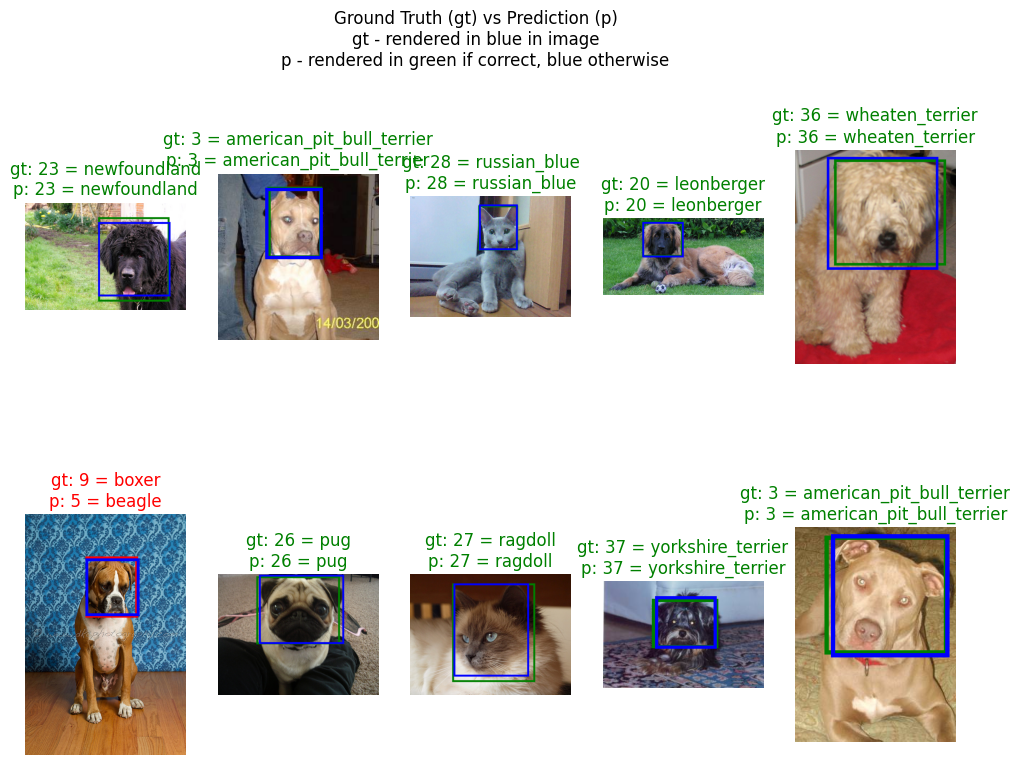 Ground Truth (gt) vs Prediction (p)
gt - rendered in blue in image
p - rendered in green if correct, blue otherwise
gt: 23 = newfoundland
p: 23 = newfoundland
gt: 3 = american_pit_bull_terrier
p: 3 = american_pit_bull_terrier
14/03/200
gt: 28 = russian_blue
p: 28 = russian_blue
gt: 20 = leonberger
p: 20 = leonberger
gt: 36 = wheaten_terrier
p: 36 = wheaten_terrier
gt: 9 = boxer
p: 5 = beagle
gt: 26 = pug
p: 26 = pug
gt: 27 = ragdoll
p: 27 = ragdoll
gt: 37 = yorkshire_terrier
p: 37 = yorkshire_terrier
gt: 3 = american_pit_bull_terrier
p: 3 = american_pit_bull_terrier